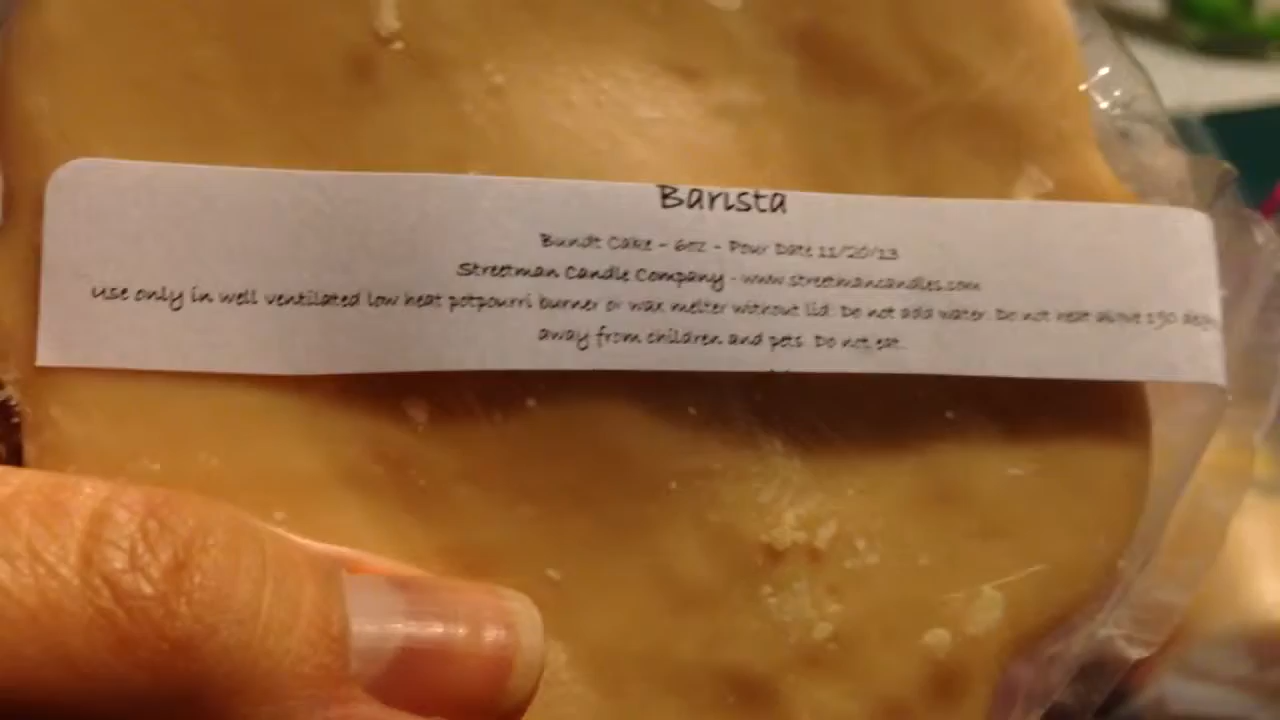 Barista
Bundt Cake - 6oz - Pour Date 11/20/13
Streetman Candle Company - www.streetmancandles.com
Use only in well ventilated low heat potpourri burner or wax melter without lid. Do not add water. Do not heat above 150
away from children and pets. Do not eat.